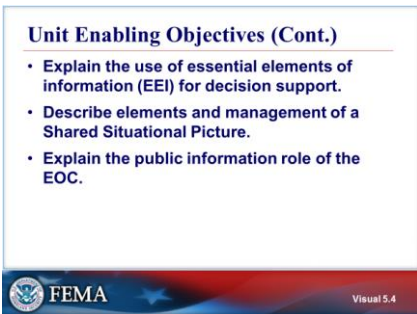 Unit Enabling Objectives (Cont.)
• Explain the use of essential elements of
information (EEI) for decision support.
• Describe elements and management of a
Shared Situational Picture.
• Explain the public information role of the
EOC.
FEMA
Visual 5.4